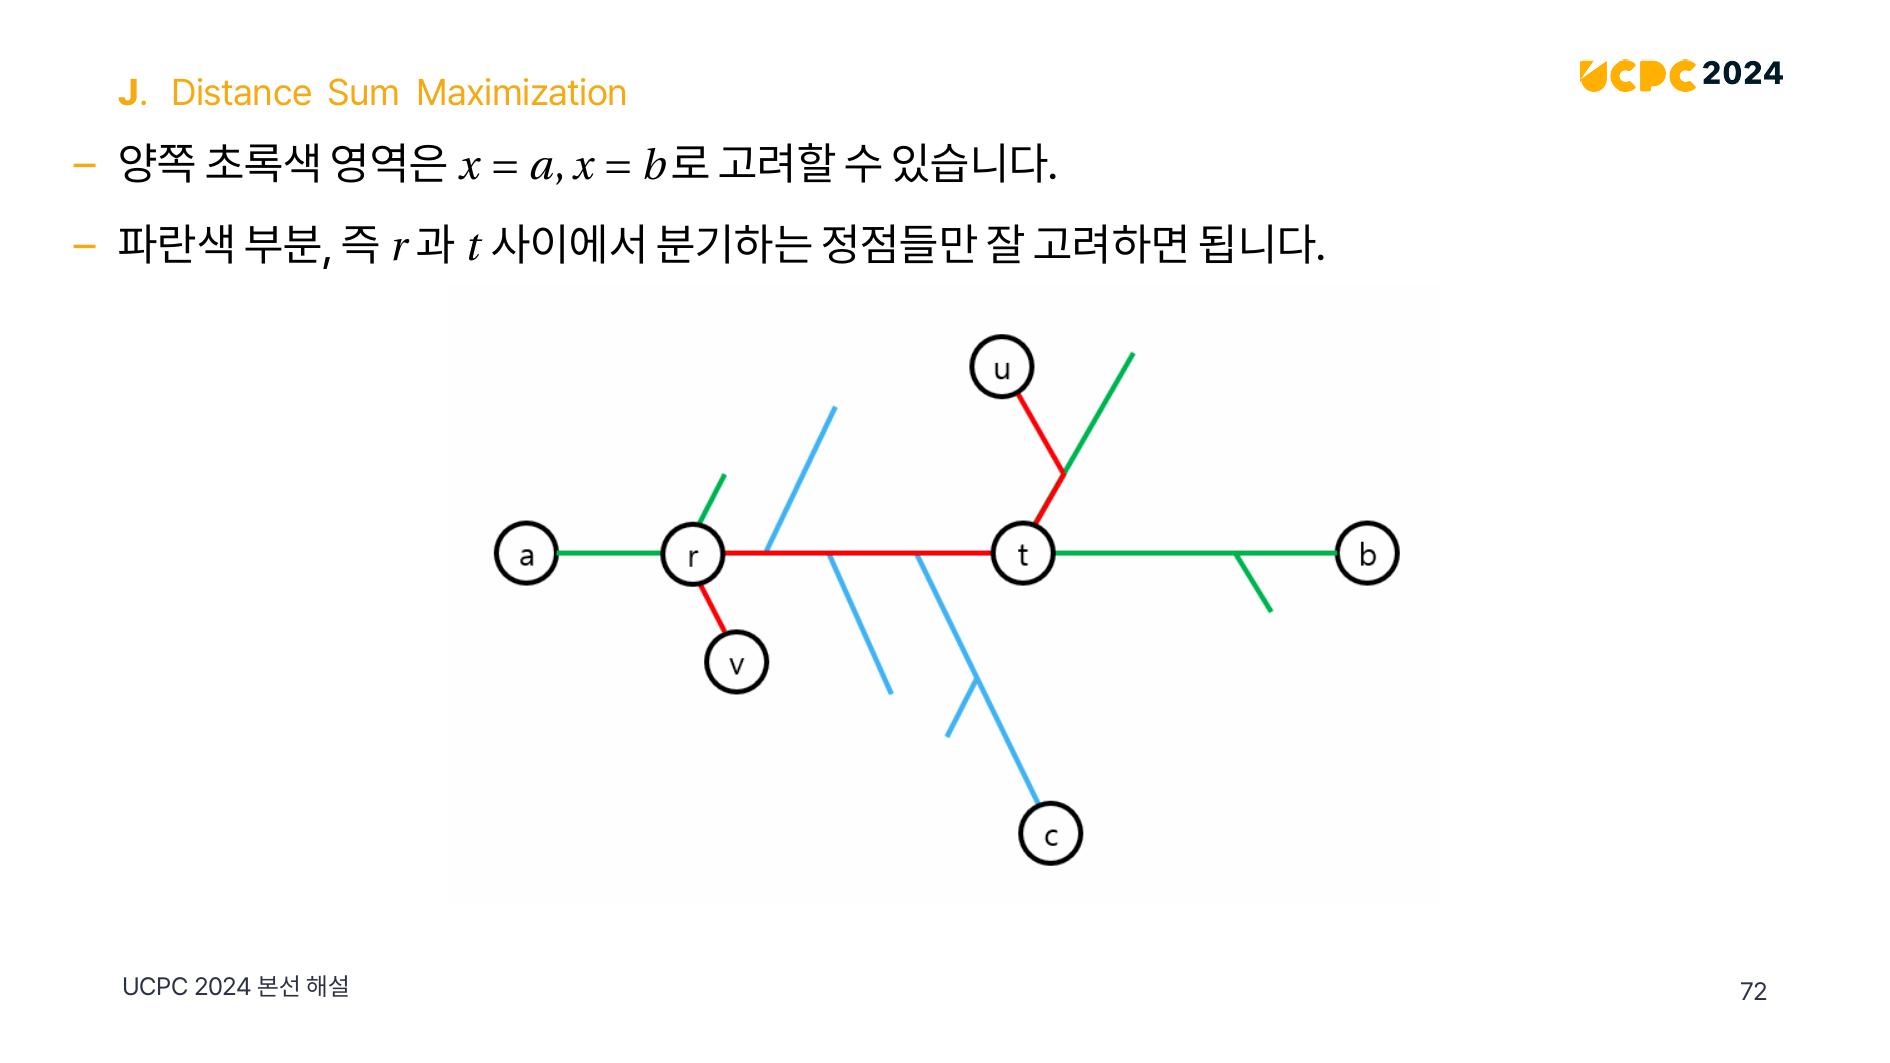 J. Distance Sum Maximization
UCPC 2024
– 양쪽 초록색 영역은 x = a, x = b로 고려할 수 있습니다.
– 파란색 부분, 즉 r과 t 사이에서 분기하는 정점들만 잘 고려하면 됩니다.
u
a
r
t
b
v
c
UCPC 2024 본선 해설
72